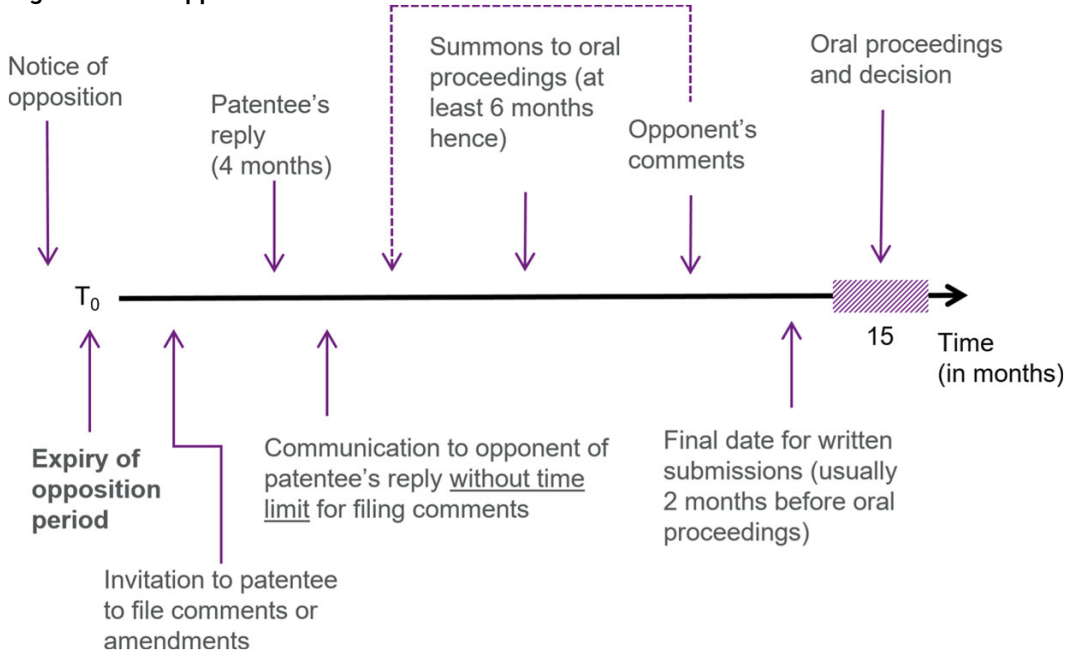 Notice of
opposition
Patentee's
reply
(4 months)
Summons to oral
proceedings (at
least 6 months
hence)
Opponent's
comments
Oral proceedings
and decision
T0
15
Time
(in months)
Expiry of
opposition
period
Invitation to patentee
to file comments or
amendments
Communication to opponent of
patentee's reply without time
limit for filing comments
Final date for written
submissions (usually
2 months before oral
proceedings)